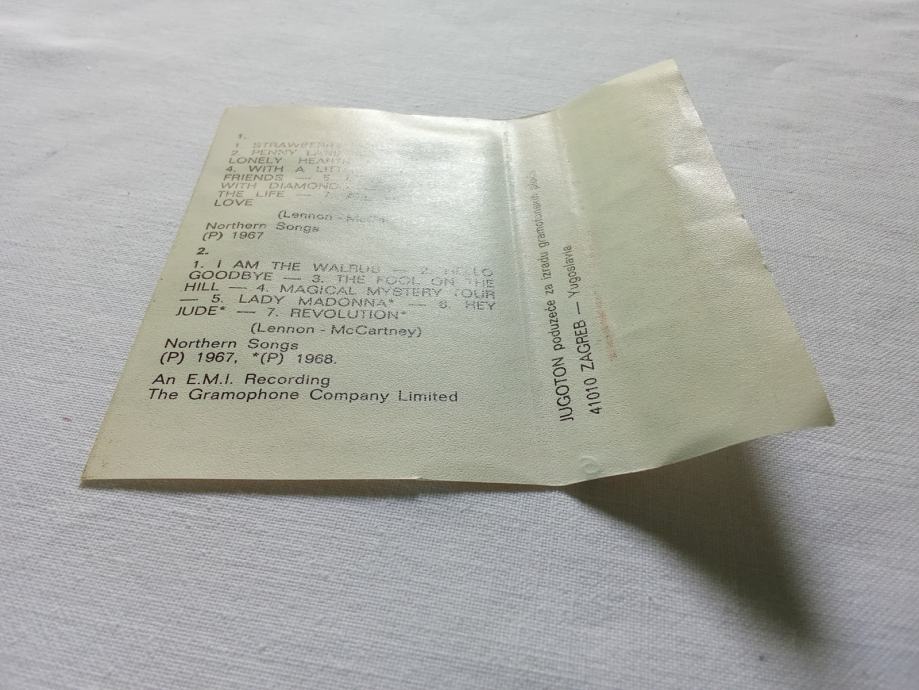 1.
1. STRAWBERRY
2. PENNY LANE
LONELY HEARTS
4. WITH A LITTLE
FRIENDS — 5.
WITH DIAMONDS
THE LIFE — 7.
LOVE
(Lennon - McCartney)
Northern Songs
(P) 1967
2.
1. I AM THE WALRUS — 2. HELLO
GOODBYE — 3. THE FOOL ON THE
HILL — 4. MAGICAL MYSTERY TOUR
— 5. LADY MADONNA* — 6. HEY
JUDE* — 7. REVOLUTION*
(Lennon - McCartney)
Northern Songs
(P) 1967, *(P) 1968.
An E.M.I. Recording
The Gramophone Company Limited
JUGOTON poduzeće za izradu gramofonskih ploča
41010 ZAGREB — Yugoslavia